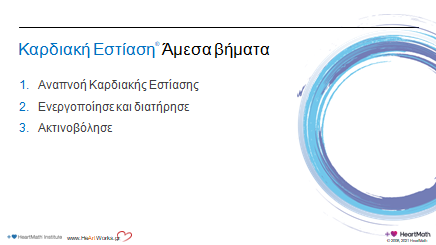 Καρδιακή Εστίαση® Άμεσα βήματα
1. Αναπνοή Καρδιακής Εστίασης
2. Ενεργοποίησε και διατήρησε
3. Ακτινοβόλησε
HeartMath Institute www.HeArtWorks.gr
HeartMath
© 2008, 2021 HeartMath